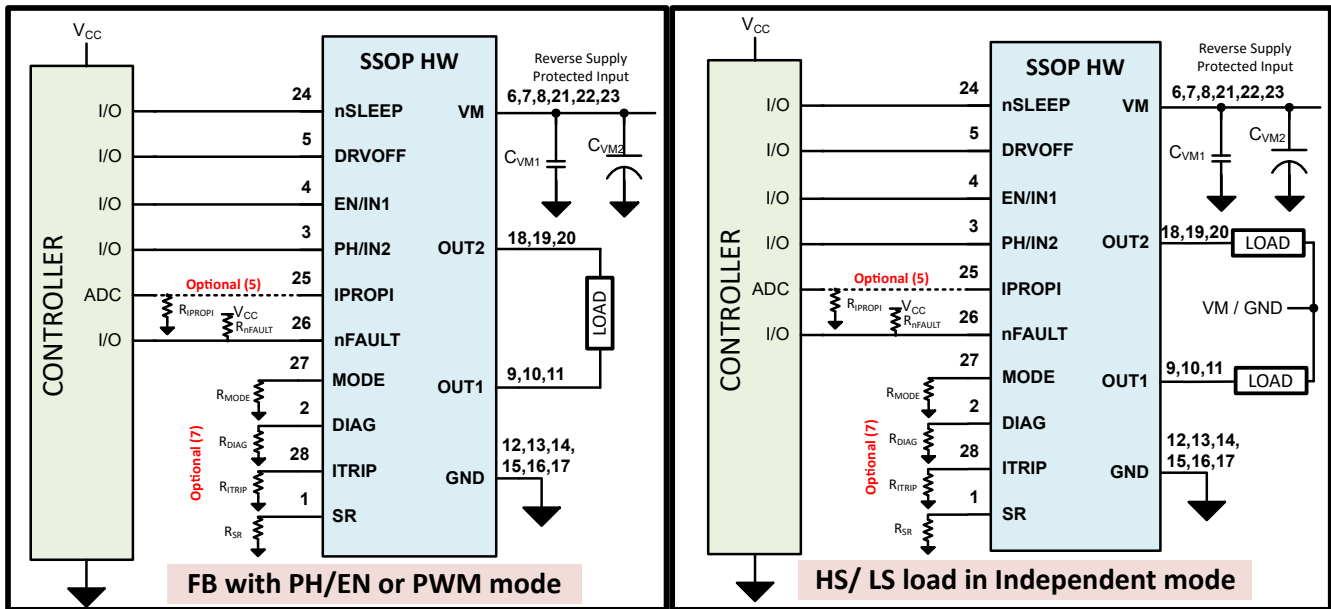 VCC
CONTROLLER
I/O
I/O
I/O
I/O
ADC
I/O
24
5
4
3
25
26
27
2
28
1
Optional (5)
RIPROPI
VCC
RnFAULT
RMODE
RDIAG
RITRIP
RSR
Optional (7)
SSOP HW
nSLEEP
DRVOFF
EN/IN1
PH/IN2
IPROPI
nFAULT
MODE
DIAG
ITRIP
SR
VM
OUT2
OUT1
GND
Reverse Supply
Protected Input
6,7,8,21,22,23
CVM1
CVM2
18,19,20
LOAD
9,10,11
12,13,14,
15,16,17
FB with PH/EN or PWM mode
VCC
CONTROLLER
I/O
I/O
I/O
I/O
ADC
I/O
24
5
4
3
25
26
27
2
28
1
Optional (5)
RIPROPI
VCC
RnFAULT
RMODE
RDIAG
RITRIP
RSR
Optional (7)
SSOP HW
nSLEEP
DRVOFF
EN/IN1
PH/IN2
IPROPI
nFAULT
MODE
DIAG
ITRIP
SR
VM
OUT2
OUT1
GND
Reverse Supply
Protected Input
6,7,8,21,22,23
CVM1
CVM2
18,19,20
LOAD
VM / GND
9,10,11
LOAD
12,13,14,
15,16,17
HS/ LS load in Independent mode